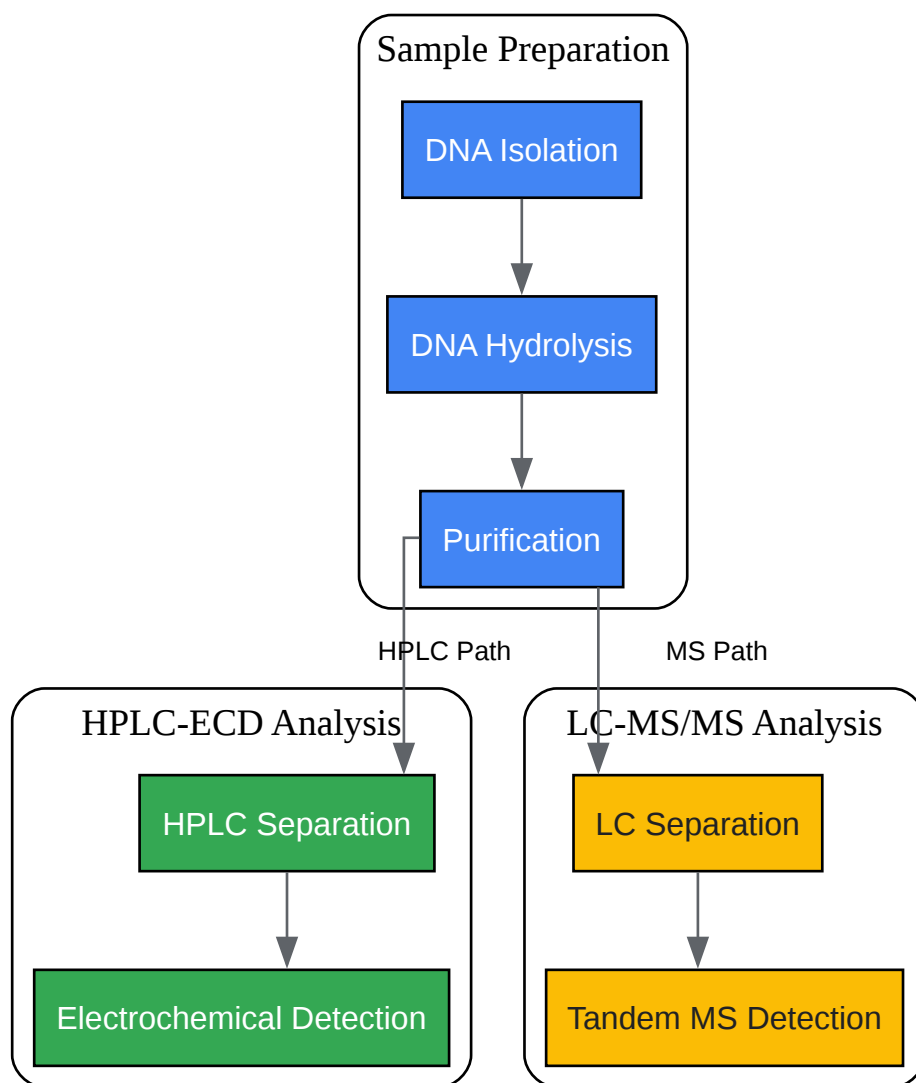 Sample Preparation
DNA Isolation
DNA Hydrolysis
Purification
HPLC Path
MS Path
HPLC-ECD Analysis
LC-MS/MS Analysis
HPLC Separation
LC Separation
Electrochemical Detection
Tandem MS Detection